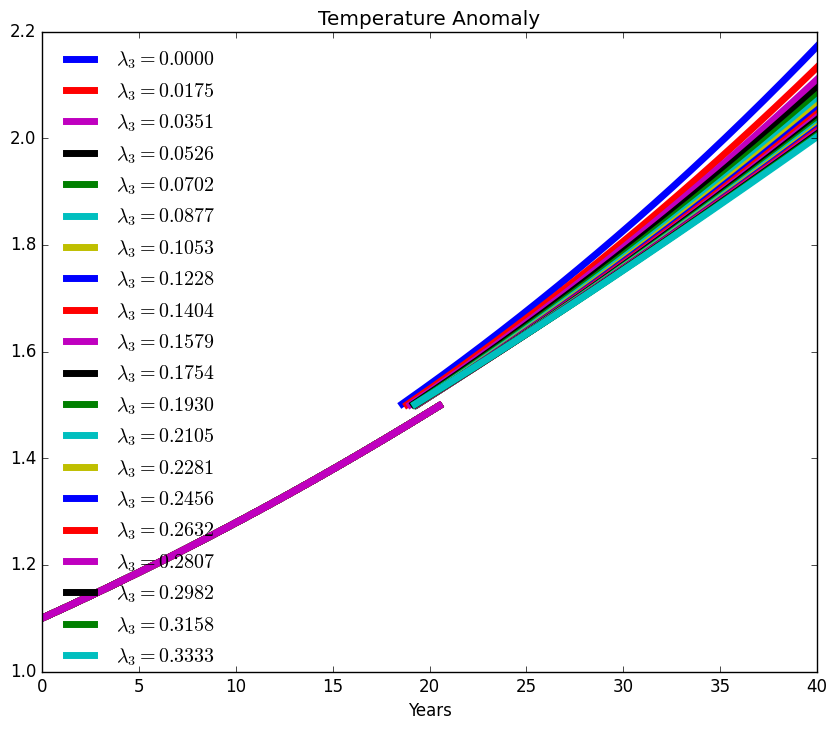 Temperature Anomaly
2.2
2.0
1.8
1.6
1.4
1.2
1.0
λ₃ = 0.0000
λ₃ = 0.0175
λ₃ = 0.0351
λ₃ = 0.0526
λ₃ = 0.0702
λ₃ = 0.0877
λ₃ = 0.1053
λ₃ = 0.1228
λ₃ = 0.1404
λ₃ = 0.1579
λ₃ = 0.1754
λ₃ = 0.1930
λ₃ = 0.2105
λ₃ = 0.2281
λ₃ = 0.2456
λ₃ = 0.2632
λ₃ = 0.2807
λ₃ = 0.2982
λ₃ = 0.3158
λ₃ = 0.3333
0 5 10 15 20 25 30 35 40
Years